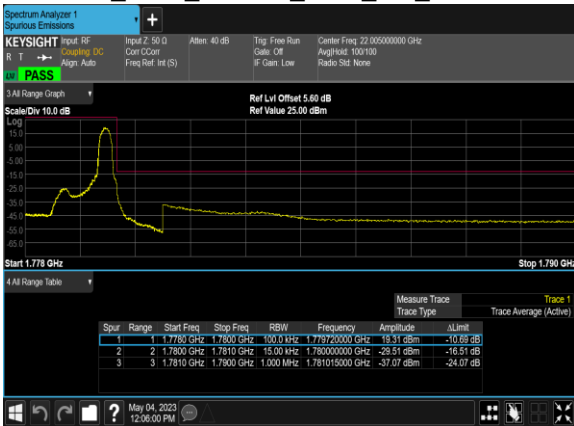 Spectrum Analyzer 1
Spurious Emissions
KEYSIGHT Input: RF Input Z: 50 Ω Atten: 40 dB Trig: Free Run Center Freq: 22.005000000 GHz
R T Coupling: DC Corr CCorr Gate: Off Avg|Hold: 100/100
Align: Auto Freq Ref: Int (S) IF Gain: Low Radio Std: None
PASS
3 All Range Graph
Ref Lvl Offset 5.60 dB
Scale/Div 10.0 dB Ref Value 25.00 dBm
Log
15.0
5.00
-5.00
-15.0
-25.0
-35.0
-45.0
-55.0
-65.0
Start 1.778 GHz Stop 1.790 GHz
4 All Range Table
Measure Trace Trace 1
Trace Type Trace Average (Active)
Spur Range Start Freq Stop Freq RBW Frequency Amplitude ΔLimit
1 1 1.7780 GHz 1.7800 GHz 100.0 kHz 1.779720000 GHz 19.31 dBm -10.69 dB
2 2 1.7800 GHz 1.7810 GHz 15.00 kHz 1.780000000 GHz -29.51 dBm -16.51 dB
3 3 1.7810 GHz 1.7900 GHz 1.000 MHz 1.781015000 GHz -37.07 dBm -24.07 dB
? May 04, 2023
12:06:00 PM